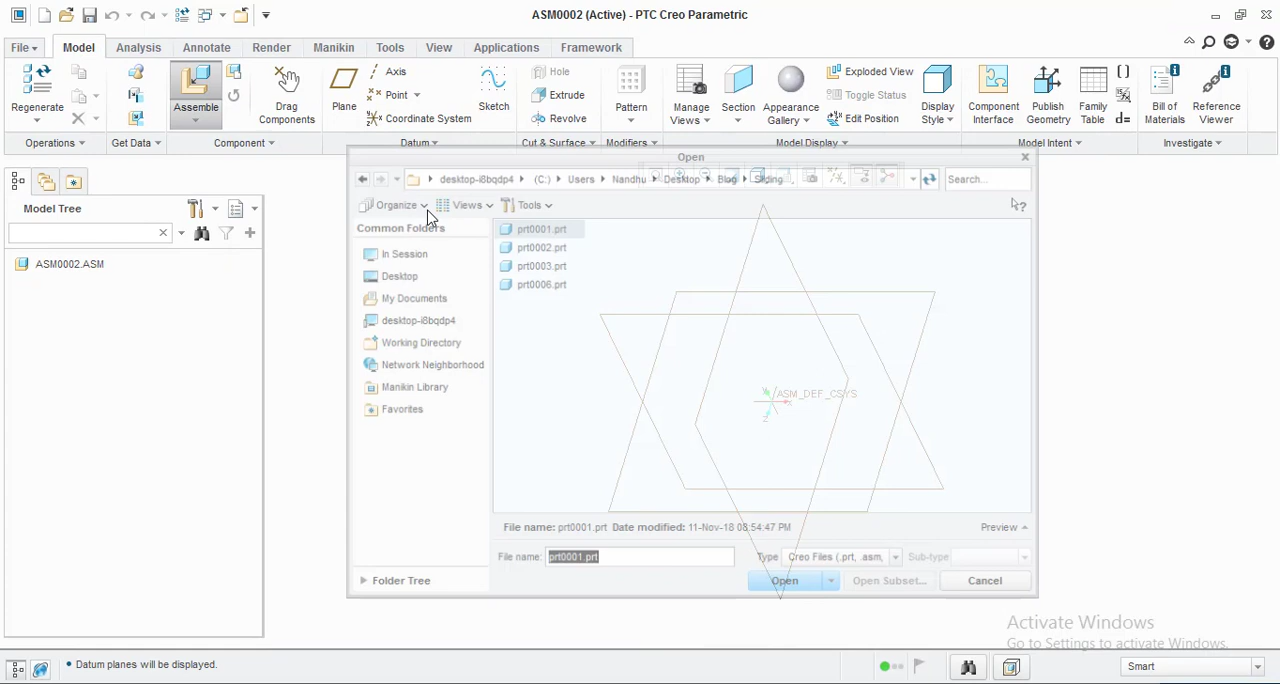 ASM0002 (Active) - PTC Creo Parametric
File Model Analysis Annotate Render Manikin Tools View Applications Framework
Regenerate Assemble Drag Components Plane Axis Point Coordinate System Sketch Hole Extrude Revolve Pattern Manage Views Section Appearance Gallery Exploded View Toggle Status Edit Position Display Style Component Interface Publish Geometry Family Table Bill of Materials Reference Viewer
Operations Get Data Component Datum Cut & Surface Modifiers Model Display Model Intent Investigate
Open
desktop-i8bqdp4 (C:) Users Nandhu Desktop Blog Sliding Search...
Organize Views Tools
Model Tree
Common Folders
ASM0002.ASM
In Session
Desktop
My Documents
desktop-i8bqdp4
Working Directory
Network Neighborhood
Manikin Library
Favorites
prt0001.prt
prt0002.prt
prt0003.prt
prt0006.prt
ASM_DEF_CSYS
X
Z
File name: prt0001.prt Date modified: 11-Nov-18 08:54:47 PM Preview
File name: prt0001.prt Type Creo Files (.prt, .asm, Sub-type
Folder Tree Open Open Subset... Cancel
Activate Windows
Go to Settings to activate Windows.
Datum planes will be displayed. Smart